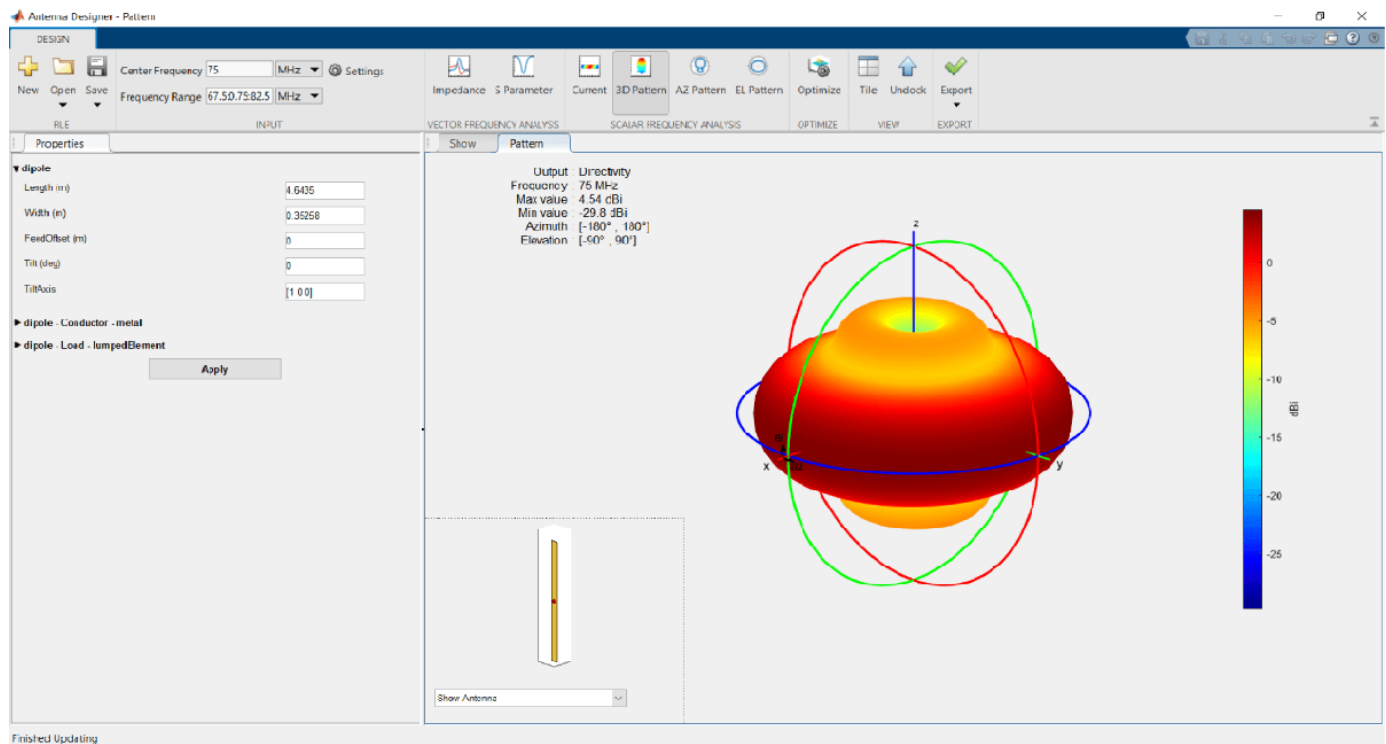 Antenna Designer - Pattern
DESIGN
New
Open
Save
FILE
Center Frequency 75 MHz
Settings
Frequency Range 67.5:0.75:82.5 MHz
INPUT
Impedance
S Parameter
VECTOR FREQUENCY ANALYSIS
Current
3D Pattern
AZ Pattern
EL Pattern
SCALAR FREQUENCY ANALYSIS
Optimize
OPTIMIZE
Tile
Undock
VIEW
Export
EXPORT
Properties
dipole
Length (m) 4.6435
Width (m) 0.35258
FeedOffset (m) 0
Tilt (deg) 0
TiltAxis [1 0 0]
dipole - Conductor - metal
dipole - Load - lumpedElement
Apply
Show
Pattern
Output : Directivity
Frequency : 75 MHz
Max value : 4.54 dBi
Min value : -29.8 dBi
Azimuth : [-180° , 180°]
Elevation : [-90° , 90°]
z
x
az
y
0
-5
-10
-15
-20
-25
dBi
Show Antenna
Finished Updating